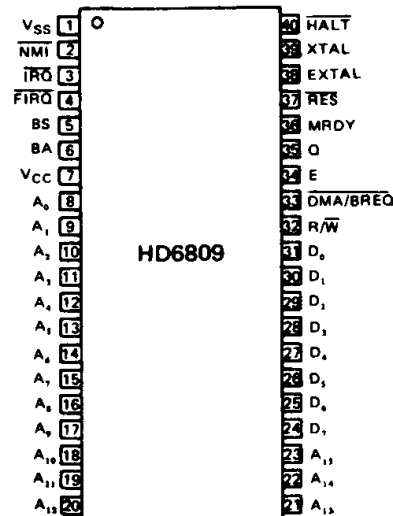 VSS 1
NMI 2
IRQ 3
FIRQ 4
BS 5
BA 6
VCC 7
A₀ 8
A₁ 9
A₂ 10
A₃ 11
A₄ 12
A₅ 13
A₆ 14
A₇ 15
A₈ 16
A₉ 17
A₁₀ 18
A₁₁ 19
A₁₂ 20
HD6809
40 HALT
39 XTAL
38 EXTAL
37 RES
36 MRDY
35 Q
34 E
33 DMA/BREQ
32 R/W
31 D₀
30 D₁
29 D₂
28 D₃
27 D₄
26 D₅
25 D₆
24 D₇
23 A₁₅
22 A₁₄
21 A₁₃